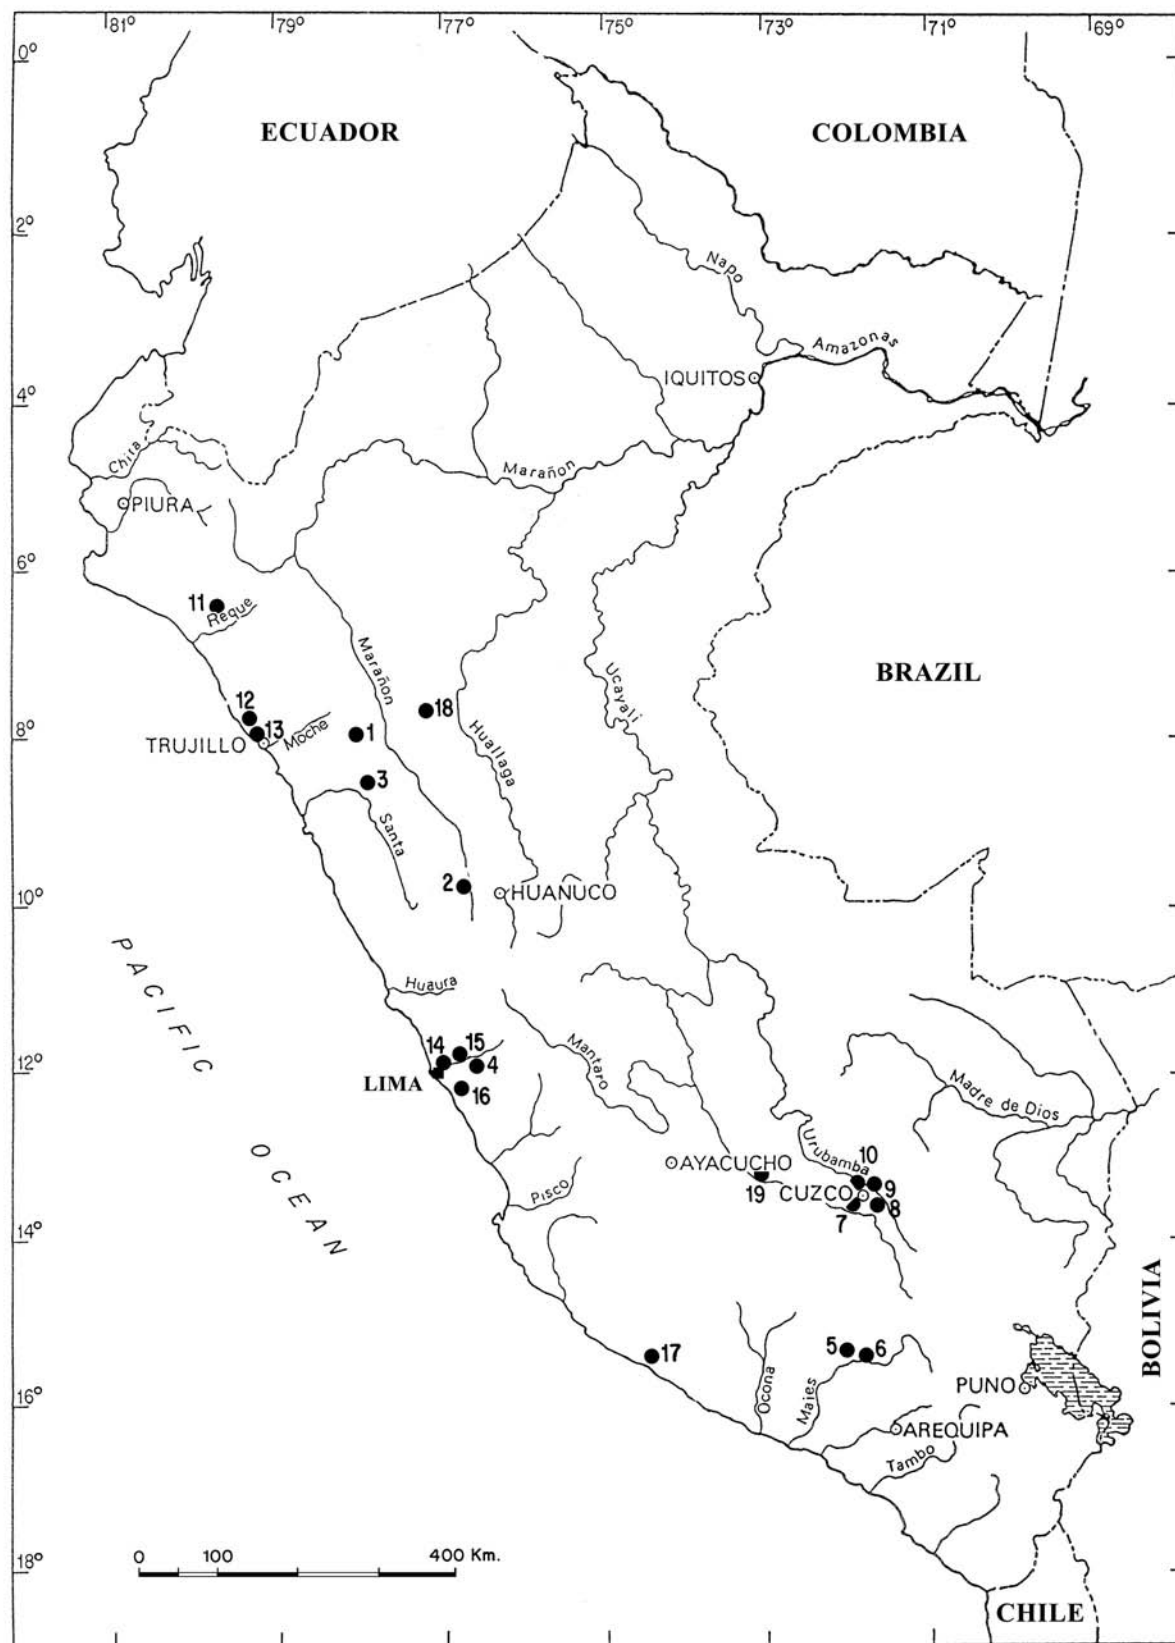 81° 79° 77° 75° 73° 71° 69°
0°
ECUADOR
COLOMBIA
2°
Napo
Amazonas
IQUITOS
4°
Chita
Marañon
PIURA
6°
11
Reque
Marañon
Ucayali
BRAZIL
12
18
13
1
8°
TRUJILLO
Moche
Huallaga
3
Santa
2
HUANUCO
10°
PACIFIC
OCEAN
Huaura
14
15
Mantaro
12°
4
LIMA
16
Madre de Dios
Urubamba
10
AYACUCHO
9
19
CUZCO
Pisco
7
8
14°
BOLIVIA
17
5
6
Ocona
Majes
PUNO
16°
AREQUIPA
Tambo
0 100 400 Km.
18°
CHILE